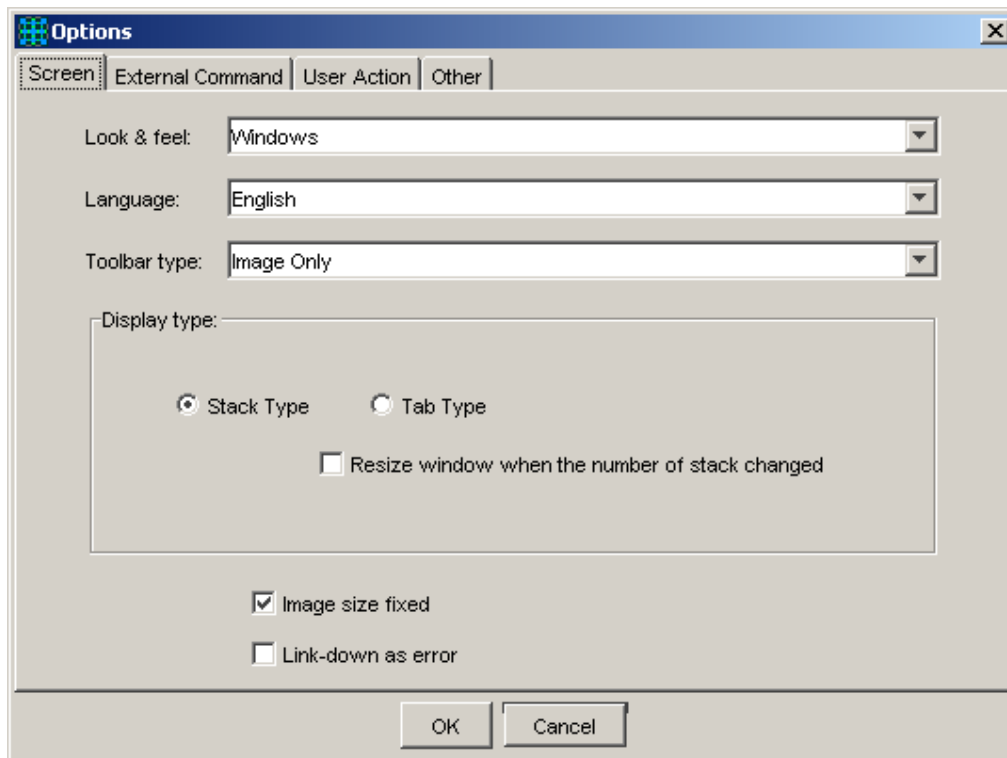 Options
Screen External Command User Action Other
Look & feel: Windows
Language: English
Toolbar type: Image Only
Display type:
Stack Type Tab Type
Resize window when the number of stack changed
Image size fixed
Link-down as error
OK Cancel